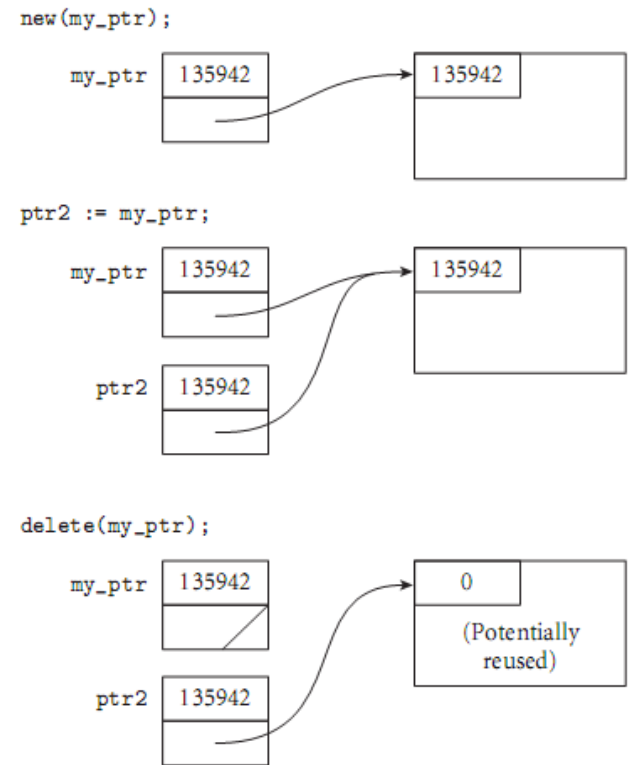 new(my_ptr);
my_ptr 135942 135942
ptr2 := my_ptr;
my_ptr 135942 135942
ptr2 135942
delete(my_ptr);
my_ptr 135942 0
(Potentially
reused)
ptr2 135942